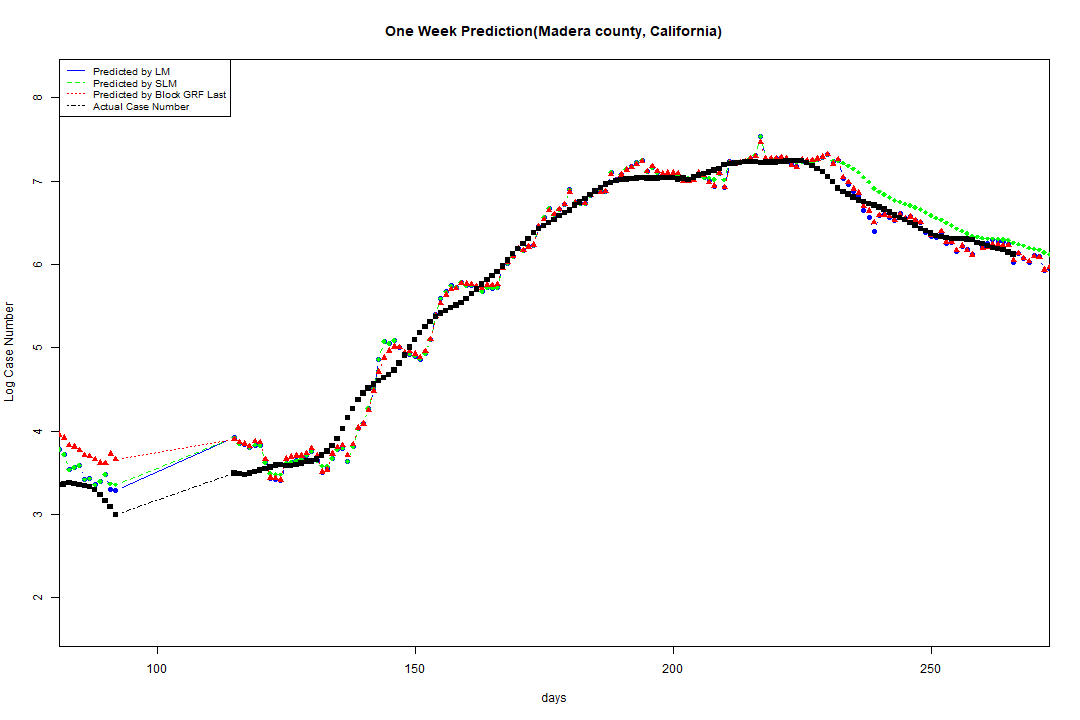 One Week Prediction(Madera county, California)
Predicted by LM
Predicted by SLM
Predicted by Block GRF Last
Actual Case Number
8
7
6
5
4
3
2
Log Case Number
100 150 200 250
days